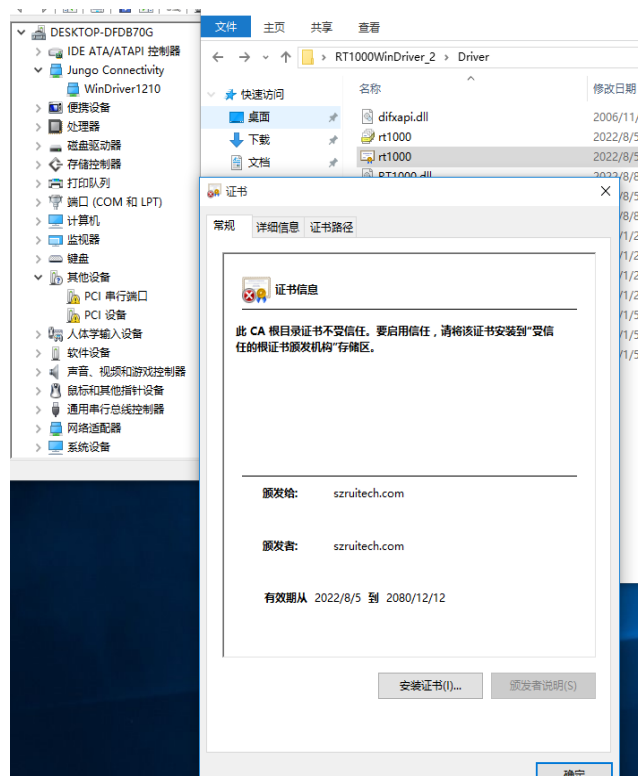 DESKTOP-DFDB70G
IDE ATA/ATAPI 控制器
Jungo Connectivity
WinDriver1210
便携设备
处理器
磁盘驱动器
存储控制器
打印队列
端口 (COM 和 LPT)
计算机
监视器
键盘
其他设备
PCI 串行端口
PCI 设备
人体学输入设备
软件设备
声音、视频和游戏控制器
鼠标和其他指针设备
通用串行总线控制器
网络适配器
系统设备
文件 主页 共享 查看
RT1000WinDriver_2 › Driver
快速访问
桌面
下载
文档
名称 修改日期
difxapi.dll 2006/11/
rt1000 2022/8/5
rt1000 2022/8/5
RT1000.dll 2022/8/8
证书
常规 详细信息 证书路径
证书信息
此 CA 根目录证书不受信任。要启用信任，请将该证书安装到"受信
任的根证书颁发机构"存储区。
颁发给: szruitech.com
颁发者: szruitech.com
有效期从 2022/8/5 到 2080/12/12
安装证书(I)... 颁发者说明(S)
确定